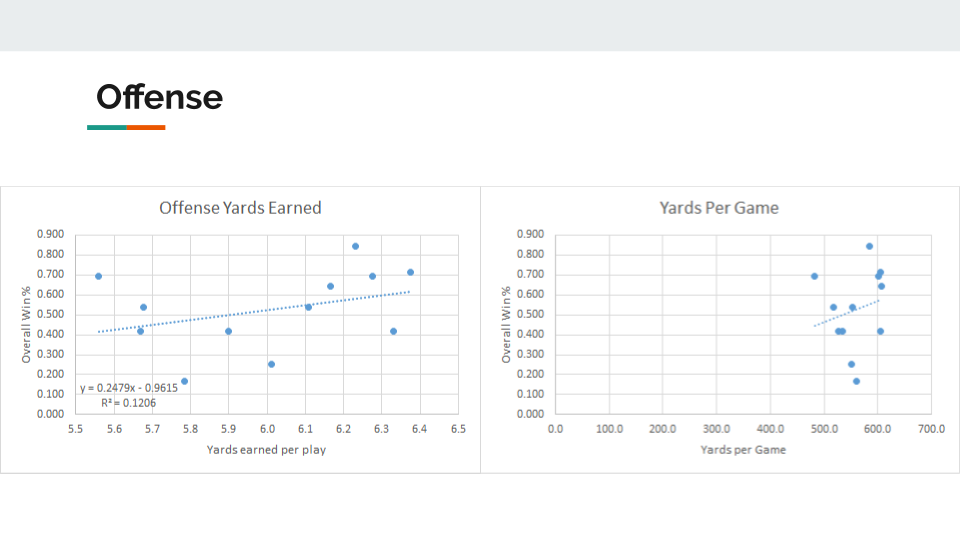 Offense
Offense Yards Earned
0.900
0.800
0.700
0.600
0.500
0.400
0.300
0.200
0.100
0.000
Overall Win %
y = 0.2479x - 0.9615
R² = 0.1206
5.5 5.6 5.7 5.8 5.9 6.0 6.1 6.2 6.3 6.4 6.5
Yards earned per play
Yards Per Game
0.900
0.800
0.700
0.600
0.500
0.400
0.300
0.200
0.100
0.000
Overall Win %
0.0 100.0 200.0 300.0 400.0 500.0 600.0 700.0
Yards per Game